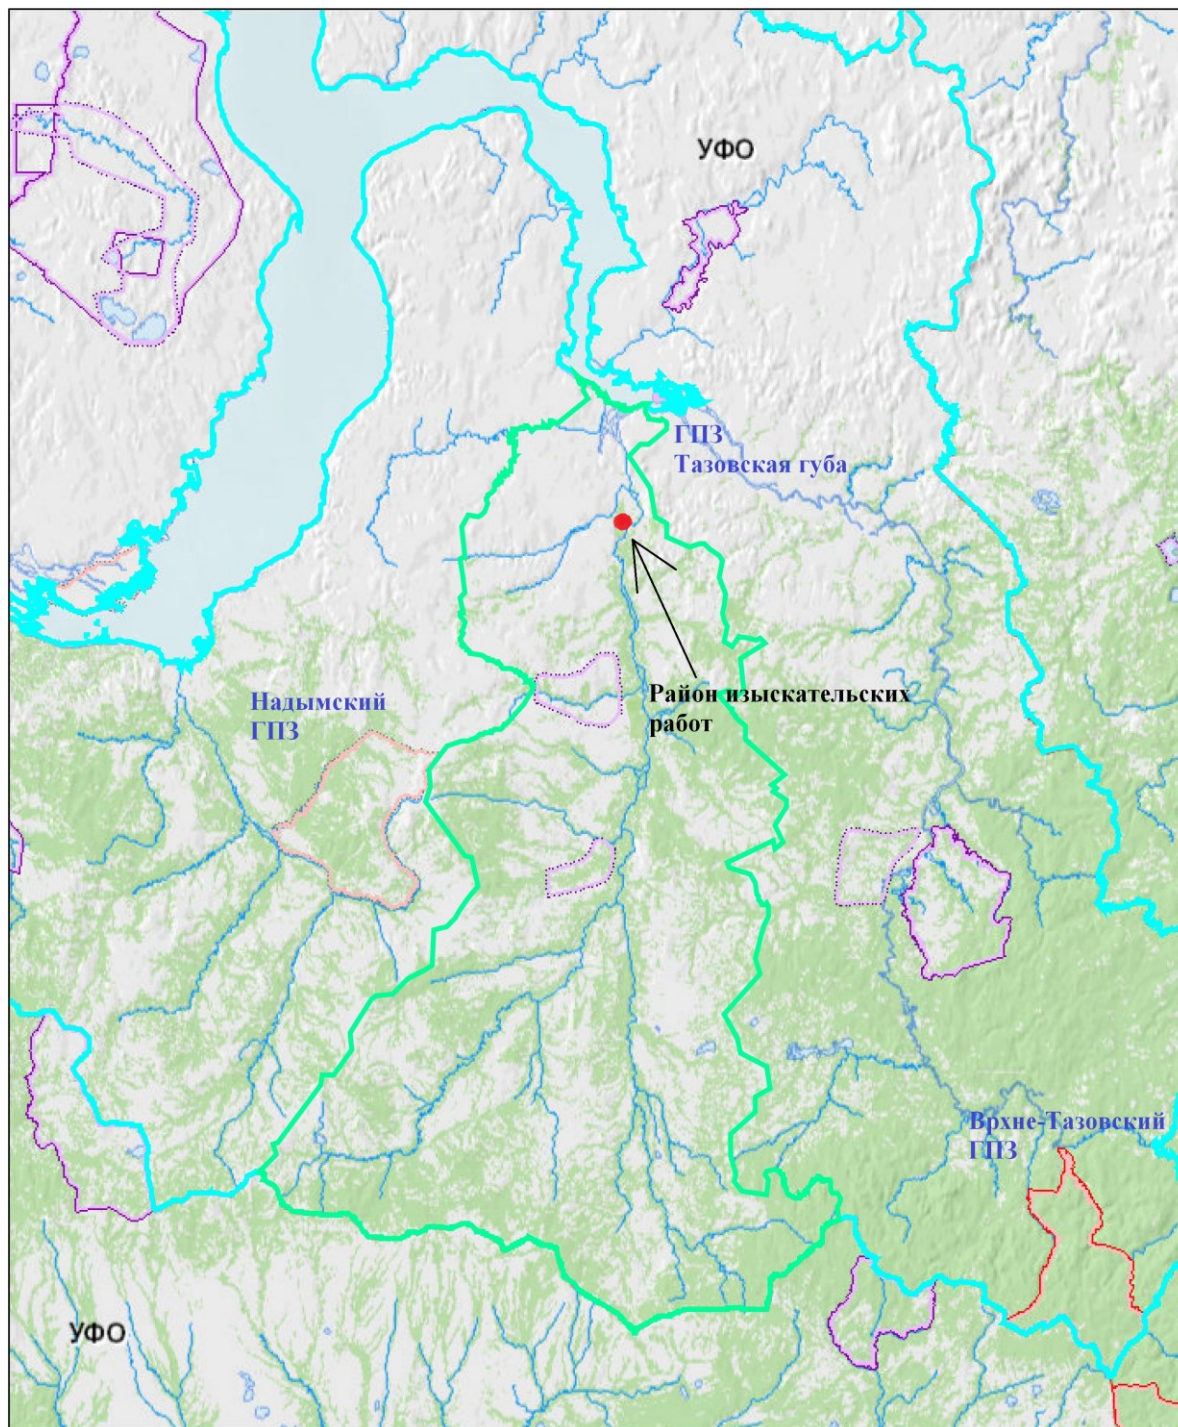 УФО
ГПЗ
Тазовская губа
Район изыскательских
работ
Надымский
ГПЗ
Врхне-Тазовский
ГПЗ
УФО